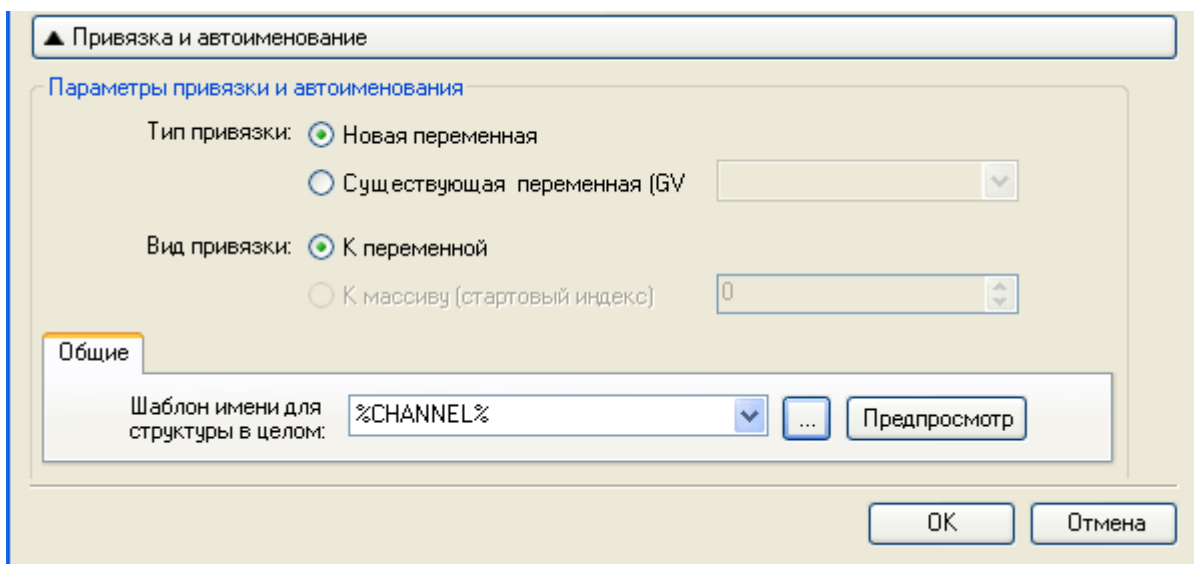 ▲ Привязка и автоименование
Параметры привязки и автоименования
Тип привязки: Новая переменная
Существующая переменная (GV
Вид привязки: К переменной
К массиву (стартовый индекс) 0
Общие
Шаблон имени для
структуры в целом: %CHANNEL% ... Предпросмотр
OK Отмена